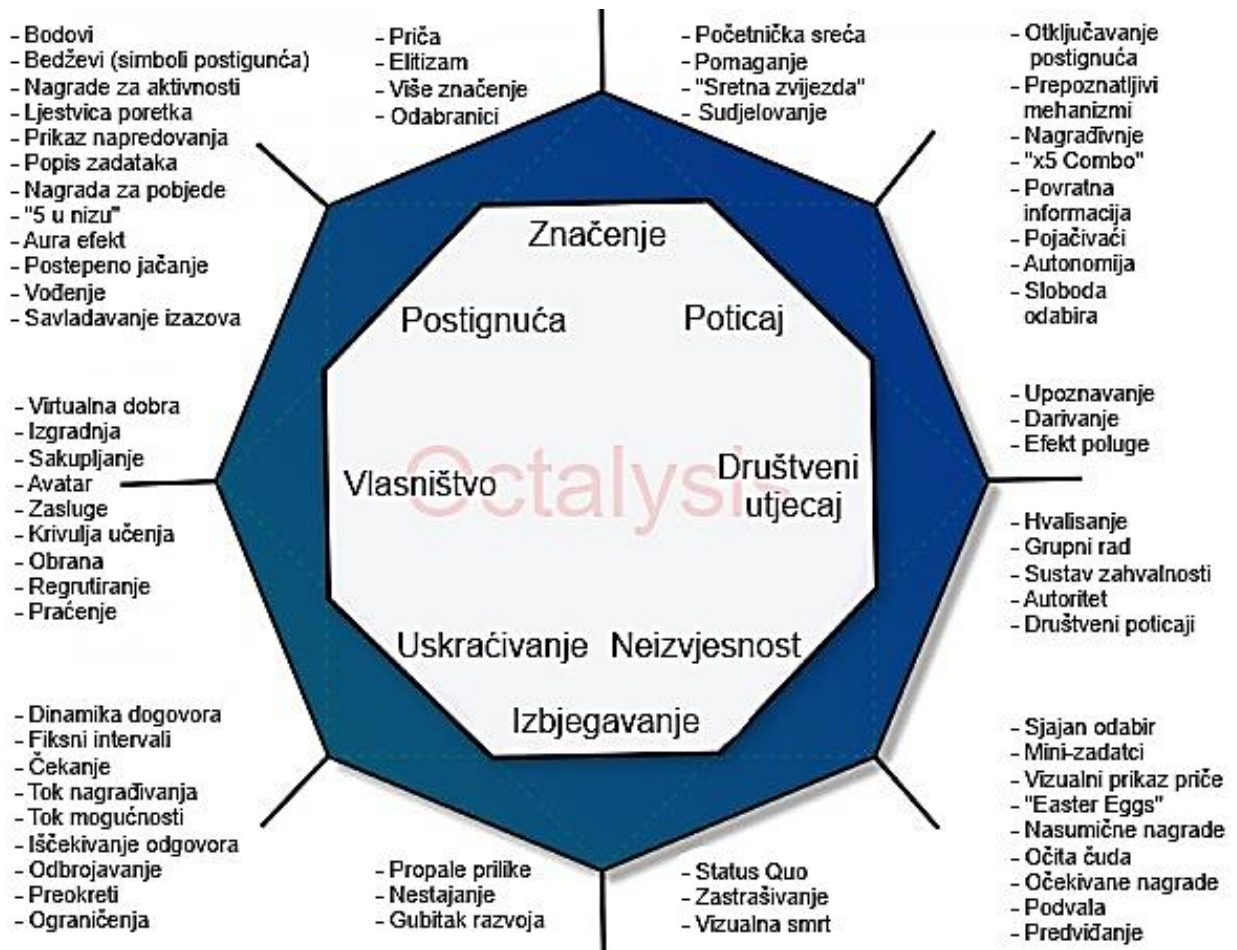 - Bodovi
- Bedževi (simboli postigunća)
- Nagrade za aktivnosti
- Ljestvica poretka
- Prikaz napredovanja
- Popis zadataka
- Nagrada za pobjede
- "5 u nizu"
- Aura efekt
- Postepeno jačanje
- Vođenje
- Savladavanje izazova
- Priča
- Elitizam
- Više značenje
- Odabranici
- Početnička sreća
- Pomaganje
- "Sretna zvijezda"
- Sudjelovanje
- Otključavanje
postignuća
- Prepoznatljivi
mehanizmi
- Nagrađivnje
- "x5 Combo"
- Povratna
informacija
- Pojačivaći
- Autonomija
- Sloboda
odabira
Značenje
Postignuća
Poticaj
- Virtualna dobra
- Izgradnja
- Sakupljanje
- Avatar
- Zasluge
- Krivulja učenja
- Obrana
- Regrutiranje
- Praćenje
Vlasništvo
Octalysis
Društveni
utjecaj
- Upoznavanje
- Darivanje
- Efekt poluge
- Hvalisanje
- Grupni rad
- Sustav zahvalnosti
- Autoritet
- Društveni poticaji
Uskraćivanje
Neizvjesnost
Izbjegavanje
- Dinamika dogovora
- Fiksni intervali
- Čekanje
- Tok nagrađivanja
- Tok mogućnosti
- Iščekivanje odgovora
- Odbrojavanje
- Preokreti
- Ograničenja
- Propale prilike
- Nestajanje
- Gubitak razvoja
- Status Quo
- Zastrašivanje
- Vizualna smrt
- Sjajan odabir
- Mini-zadatci
- Vizualni prikaz priče
- "Easter Eggs"
- Nasumične nagrade
- Očita čuda
- Očekivane nagrade
- Podvala
- Predviđanje